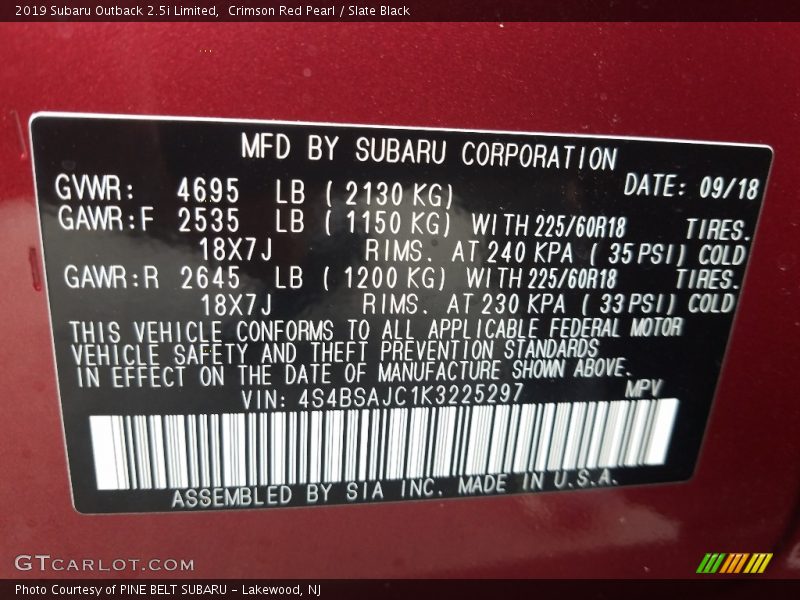 2019 Subaru Outback 2.5i Limited,  Crimson Red Pearl / Slate Black
MFD BY SUBARU CORPORATION
GVWR: 4695 LB ( 2130 KG) DATE: 09/18
GAWR:F 2535 LB ( 1150 KG) WITH 225/60R18 TIRES.
18X7J RIMS. AT 240 KPA ( 35 PSI) COLD
GAWR:R 2645 LB ( 1200 KG) WITH 225/60R18 TIRES.
18X7J RIMS. AT 230 KPA ( 33 PSI) COLD
THIS VEHICLE CONFORMS TO ALL APPLICABLE FEDERAL MOTOR
VEHICLE SAFETY AND THEFT PREVENTION STANDARDS
IN EFFECT ON THE DATE OF MANUFACTURE SHOWN ABOVE.
VIN: 4S4BSAJC1K3225297 MPV
ASSEMBLED BY SIA INC. MADE IN U.S.A.
GTCARLOT.COM
Photo Courtesy of PINE BELT SUBARU – Lakewood, NJ